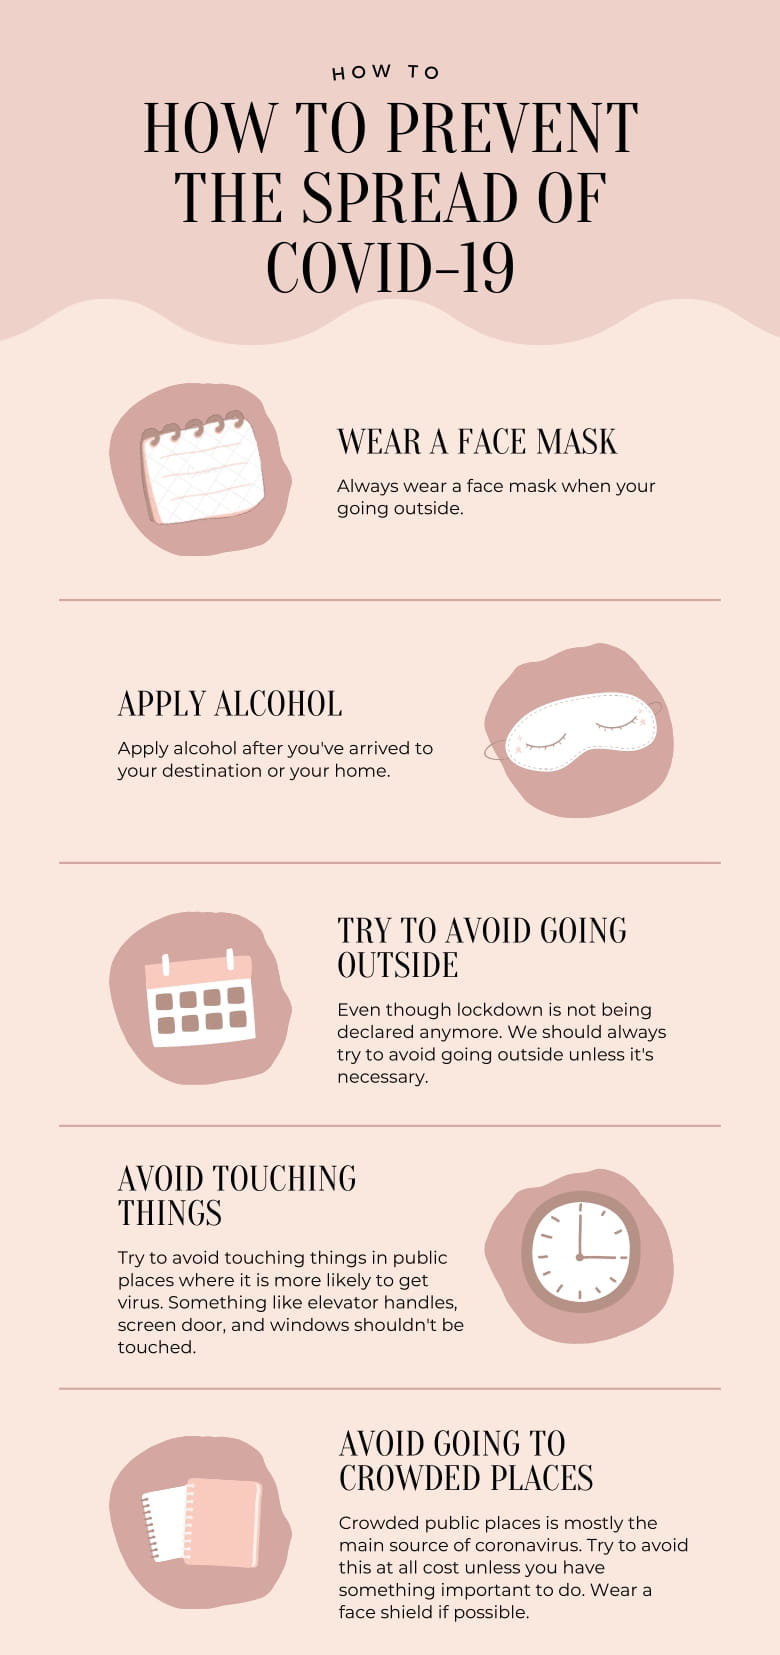 HOW TO
HOW TO PREVENT
THE SPREAD OF
COVID-19
WEAR A FACE MASK
Always wear a face mask when your
going outside.
APPLY ALCOHOL
Apply alcohol after you've arrived to
your destination or your home.
TRY TO AVOID GOING
OUTSIDE
Even though lockdown is not being
declared anymore. We should always
try to avoid going outside unless it's
necessary.
AVOID TOUCHING
THINGS
Try to avoid touching things in public
places where it is more likely to get
virus. Something like elevator handles,
screen door, and windows shouldn't be
touched.
AVOID GOING TO
CROWDED PLACES
Crowded public places is mostly the
main source of coronavirus. Try to avoid
this at all cost unless you have
something important to do. Wear a
face shield if possible.